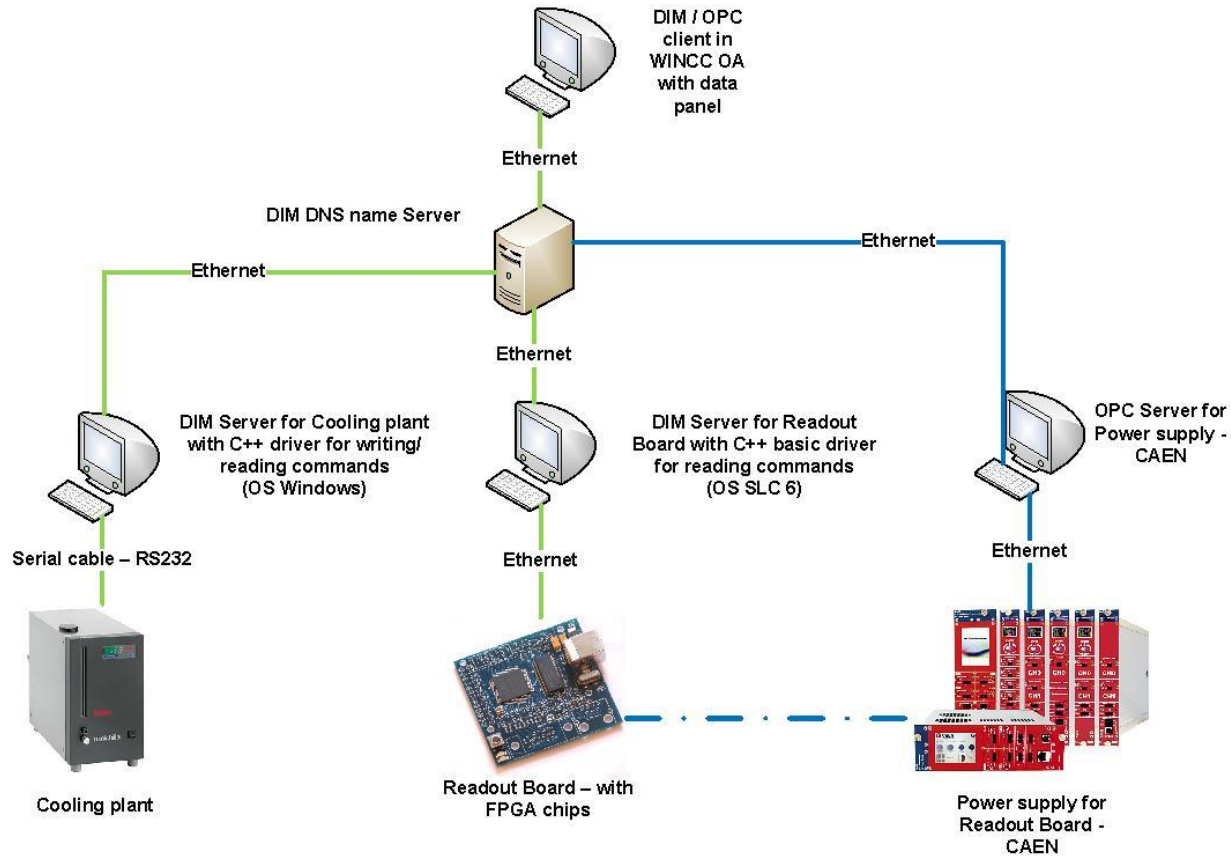 DIM / OPC
client in
WINCC OA
with data
panel
Ethernet
DIM DNS name Server
Ethernet
Ethernet
Ethernet
DIM Server for Cooling plant
with C++ driver for writing/
reading commands
(OS Windows)
DIM Server for Readout
Board with C++ basic driver
for reading commands
(OS SLC 6)
OPC Server for
Power supply -
CAEN
Serial cable – RS232
Ethernet
Ethernet
Cooling plant
Readout Board – with
FPGA chips
Power supply for
Readout Board -
CAEN